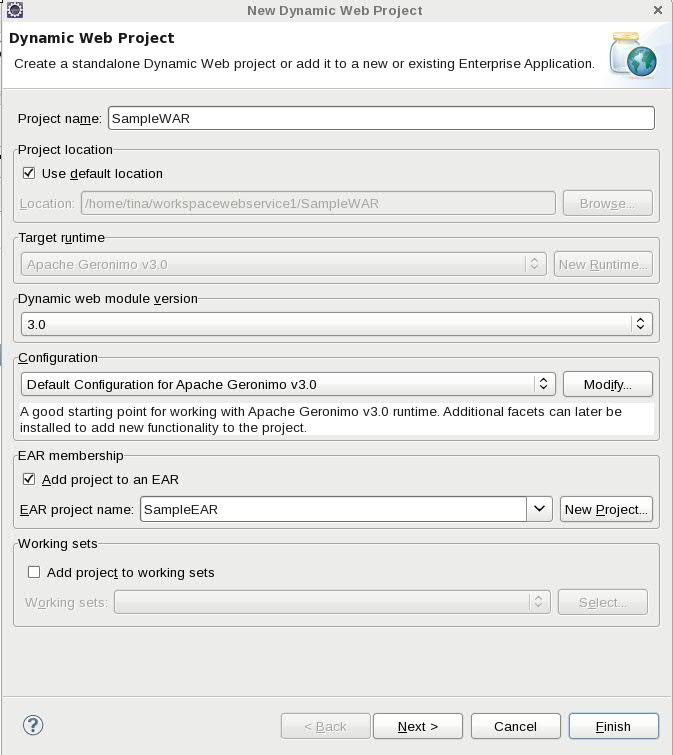 New Dynamic Web Project
Dynamic Web Project
Create a standalone Dynamic Web project or add it to a new or existing Enterprise Application.
Project name: SampleWAR
Project location
Use default location
Location: /home/tina/workspacewebservice1/SampleWAR Browse...
Target runtime
Apache Geronimo v3.0 New Runtime...
Dynamic web module version
3.0
Configuration
Default Configuration for Apache Geronimo v3.0 Modify...
A good starting point for working with Apache Geronimo v3.0 runtime. Additional facets can later be
installed to add new functionality to the project.
EAR membership
Add project to an EAR
EAR project name: SampleEAR New Project...
Working sets
Add project to working sets
Working sets: Select...
? < Back Next > Cancel Finish